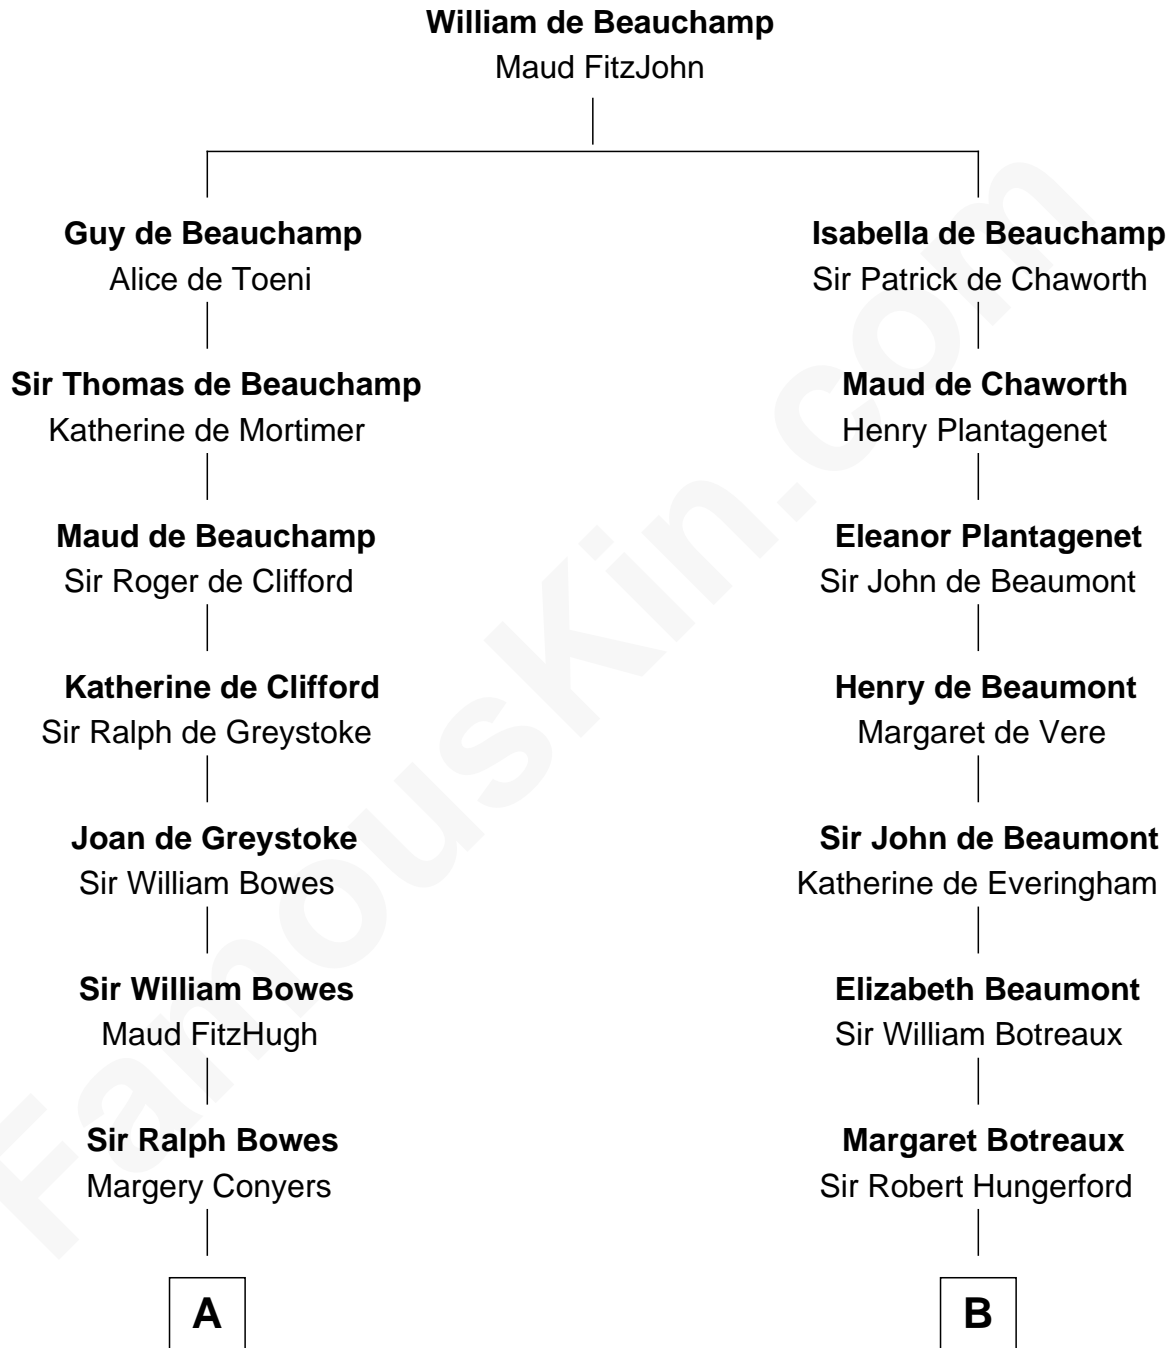 William de Beauchamp
Maud FitzJohn
Guy de Beauchamp
Alice de Toeni
Sir Thomas de Beauchamp
Katherine de Mortimer
Maud de Beauchamp
Sir Roger de Clifford
Katherine de Clifford
Sir Ralph de Greystoke
Joan de Greystoke
Sir William Bowes
Sir William Bowes
Maud FitzHugh
Sir Ralph Bowes
Margery Conyers
A
Isabella de Beauchamp
Sir Patrick de Chaworth
Maud de Chaworth
Henry Plantagenet
Eleanor Plantagenet
Sir John de Beaumont
Henry de Beaumont
Margaret de Vere
Sir John de Beaumont
Katherine de Everingham
Elizabeth Beaumont
Sir William Botreaux
Margaret Botreaux
Sir Robert Hungerford
B
FamousKin.com